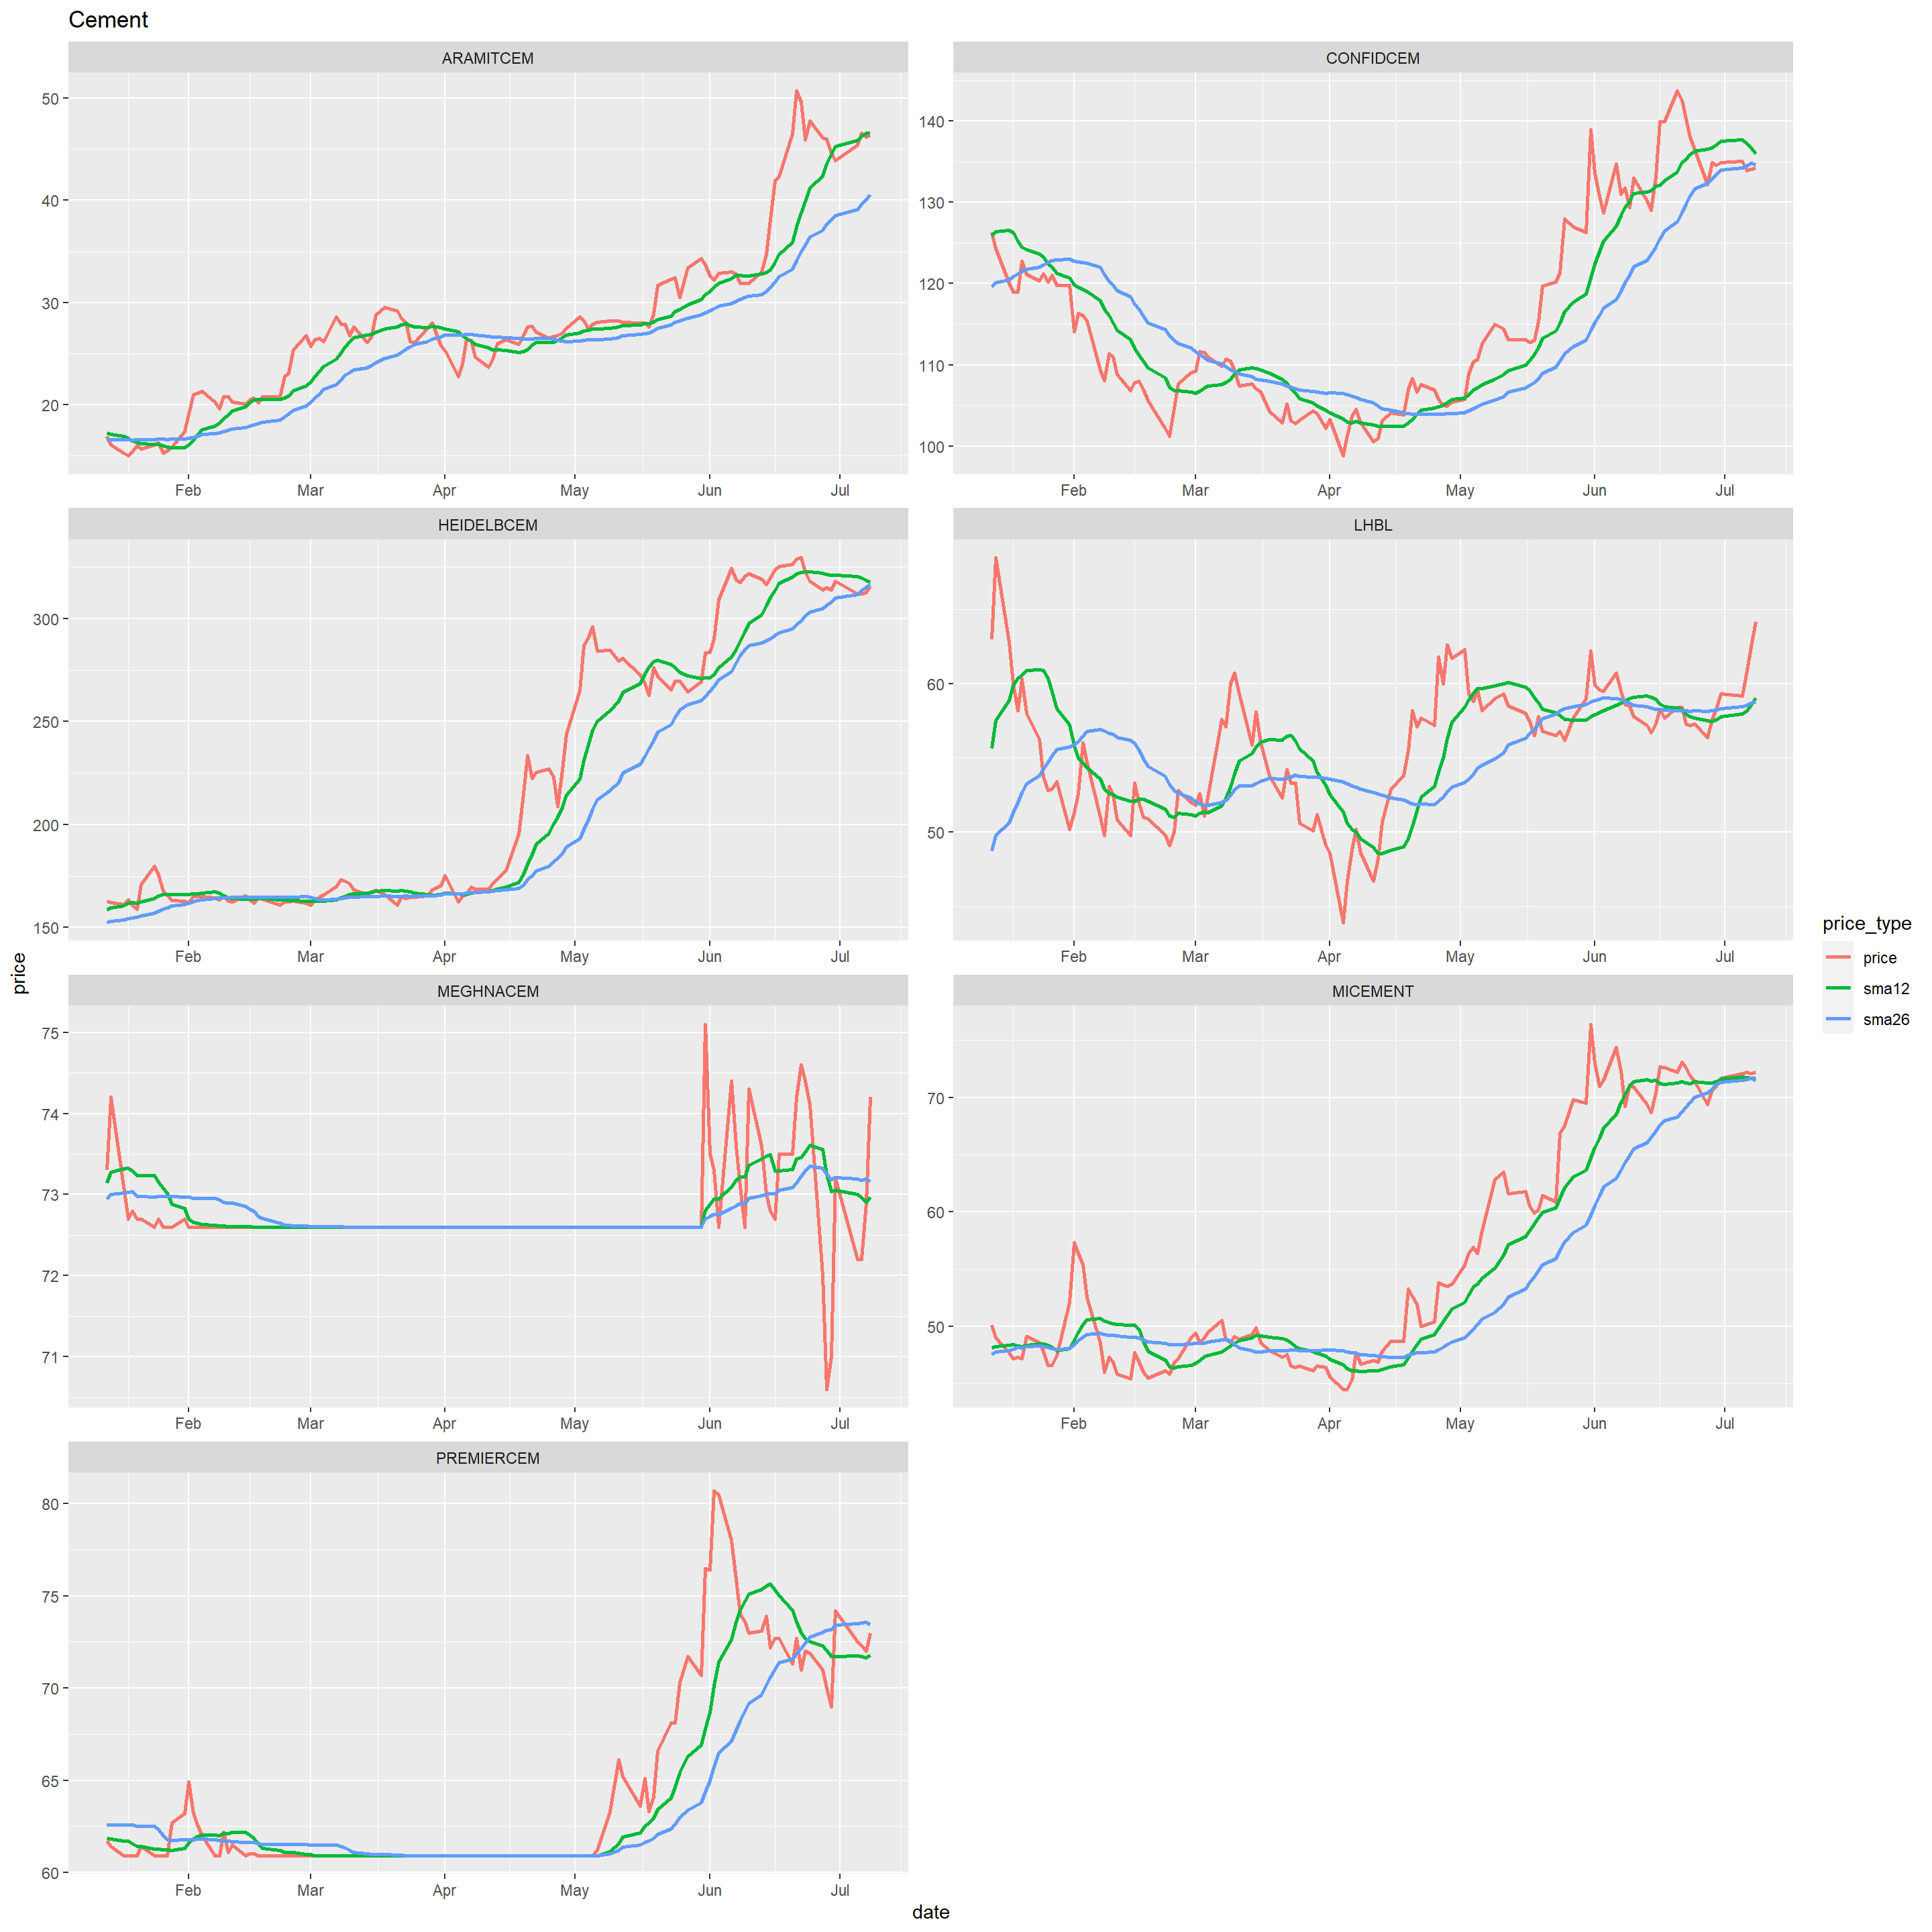 Cement
ARAMITCEM
50
40
30
20
Feb Mar Apr May Jun Jul
CONFIDCEM
140
130
120
110
100
Feb Mar Apr May Jun Jul
HEIDELBCEM
300
250
200
150
Feb Mar Apr May Jun Jul
LHBL
60
50
Feb Mar Apr May Jun Jul
MEGHNACEM
75
74
73
72
71
Feb Mar Apr May Jun Jul
MICEMENT
70
60
50
Feb Mar Apr May Jun Jul
PREMIERCEM
80
75
70
65
60
Feb Mar Apr May Jun Jul
price
date
price_type
price
sma12
sma26